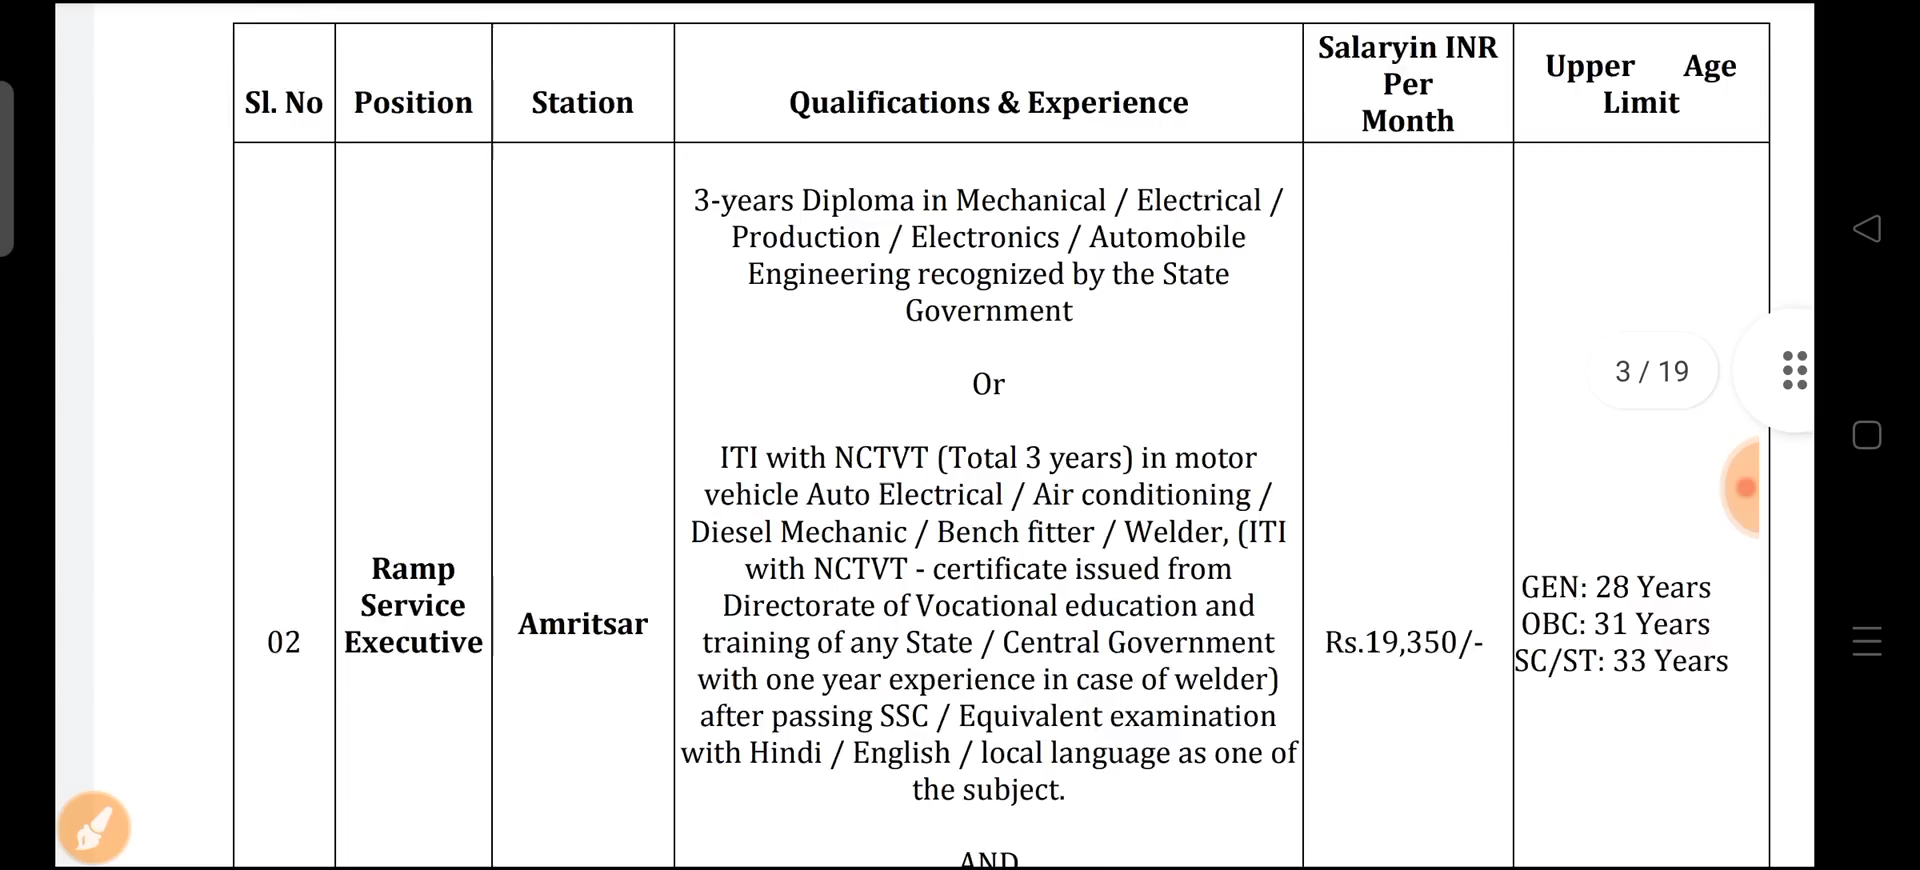 Sl. No
Position
Station
Qualifications & Experience
Salaryin INR
Per
Month
Upper Age
Limit
02
Ramp
Service
Executive
Amritsar
3-years Diploma in Mechanical / Electrical /
Production / Electronics / Automobile
Engineering recognized by the State
Government
Or
ITI with NCTVT (Total 3 years) in motor
vehicle Auto Electrical / Air conditioning /
Diesel Mechanic / Bench fitter / Welder, (ITI
with NCTVT - certificate issued from
Directorate of Vocational education and
training of any State / Central Government
with one year experience in case of welder)
after passing SSC / Equivalent examination
with Hindi / English / local language as one of
the subject.
AND
Rs.19,350/-
GEN: 28 Years
OBC: 31 Years
SC/ST: 33 Years
3 / 19